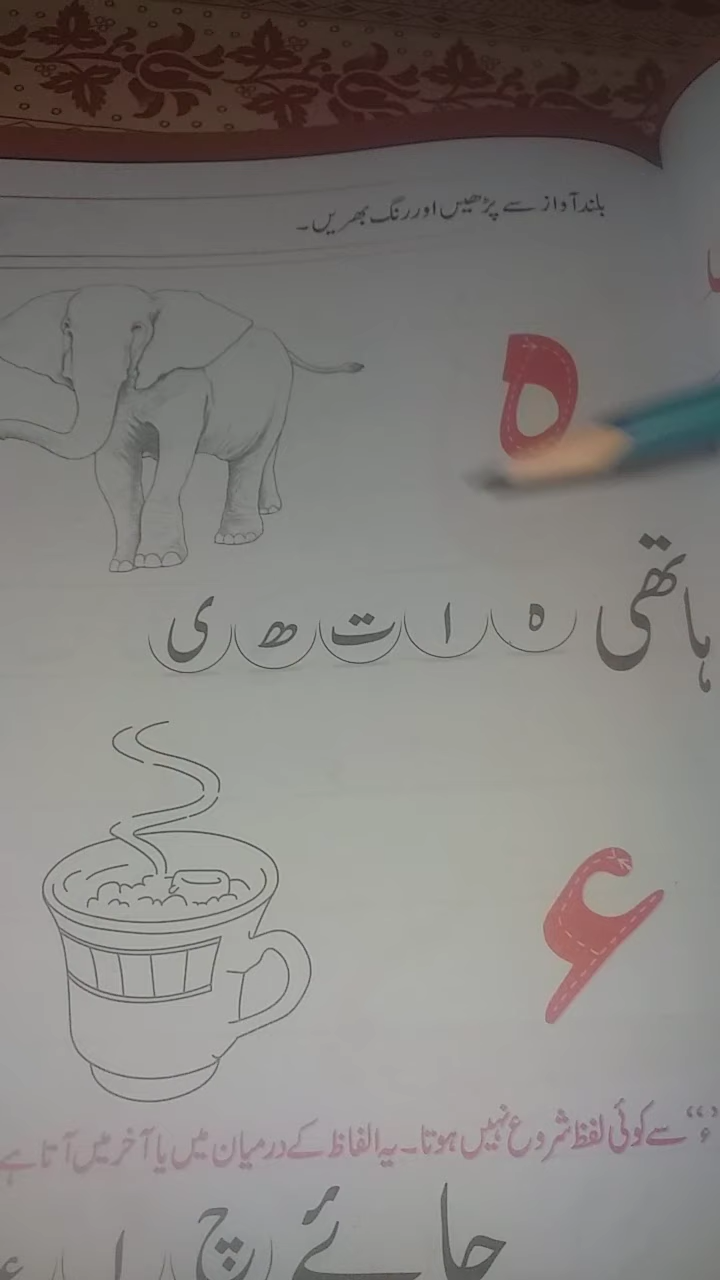 بلند آواز سے پڑھیں اور رنگ بھریں۔
ہ
ہاتھی ہ ا ت ھ ی
ء
”ء“ سے کوئی لفظ شروع نہیں ہوتا۔ یہ الفاظ کے درمیان میں یا آخر میں آتا ہے
چائے چ ا ء